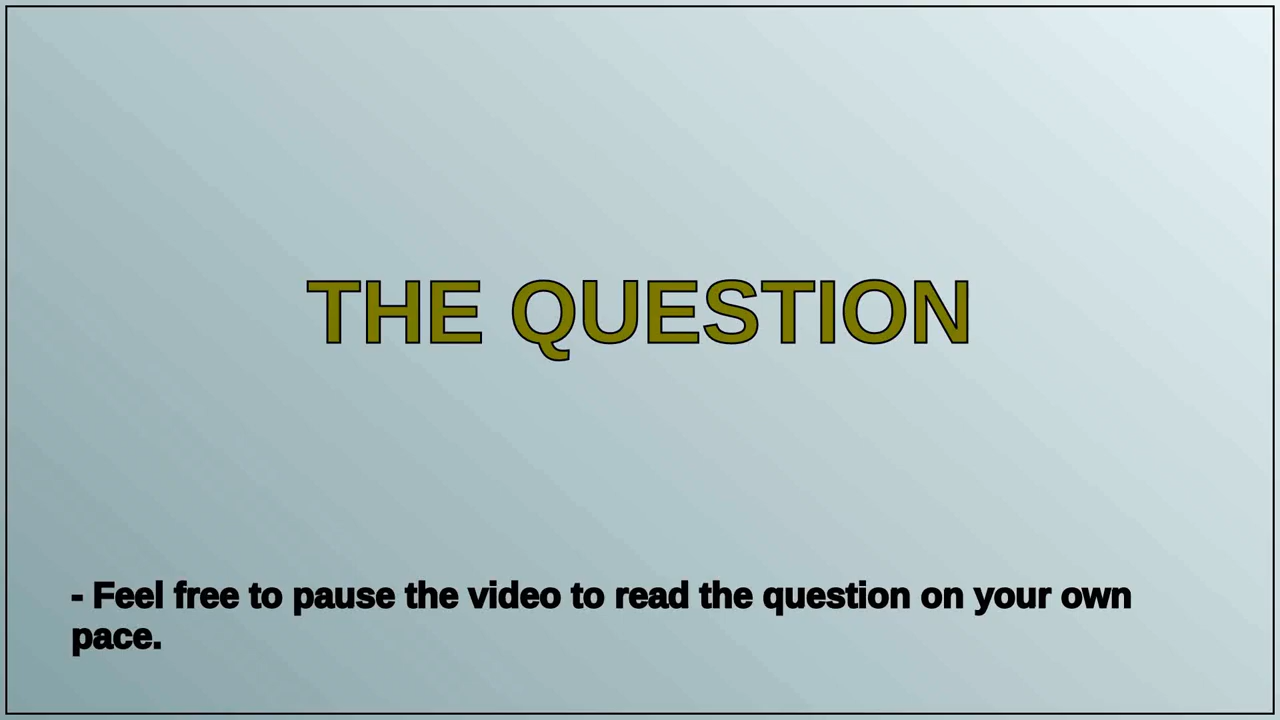 THE QUESTION
- Feel free to pause the video to read the question on your own
pace.